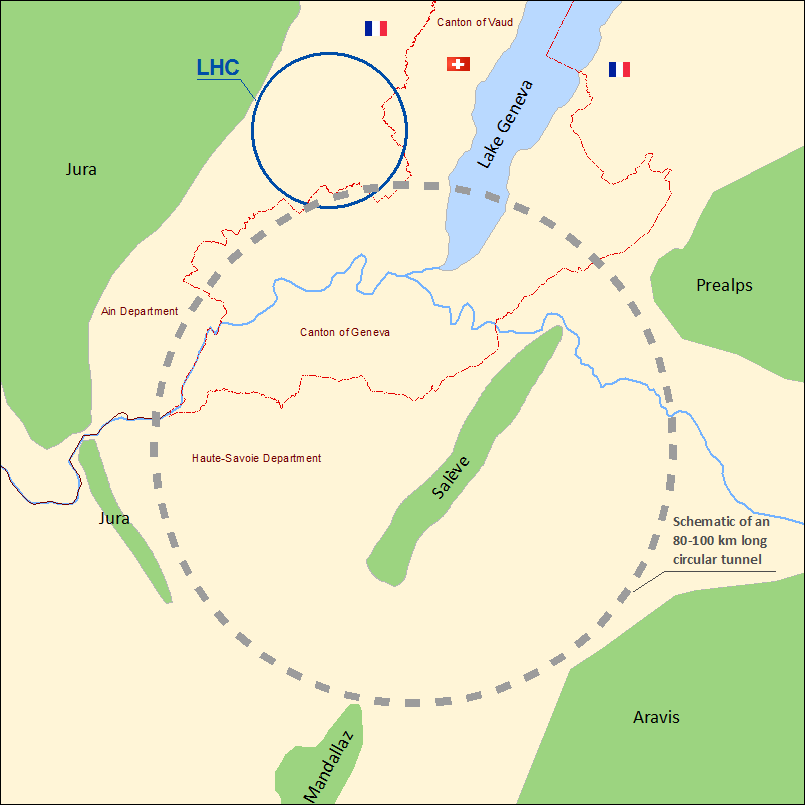 Canton of Vaud
LHC
Lake Geneva
Jura
Prealps
Ain Department
Canton of Geneva
Haute-Savoie Department
Salève
Jura
Schematic of an
80-100 km long
circular tunnel
Aravis
Mandallaz